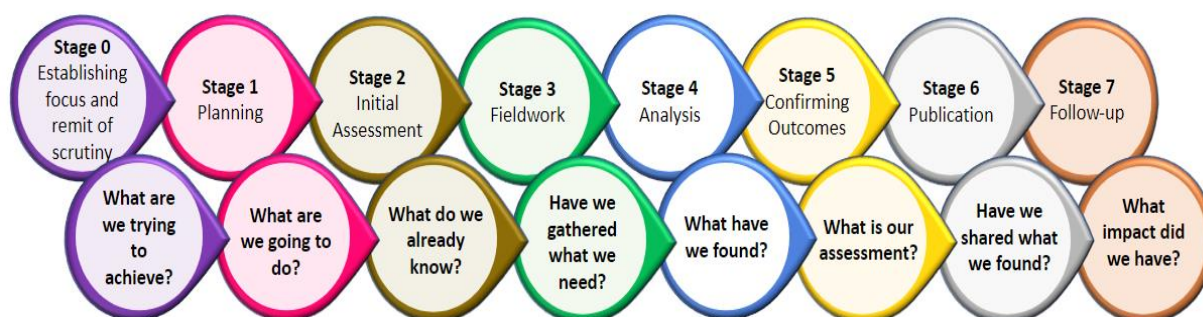 Stage 0
Establishing
focus and
remit of
scrutiny
Stage 1
Planning
Stage 2
Initial
Assessment
Stage 3
Fieldwork
Stage 4
Analysis
Stage 5
Confirming
Outcomes
Stage 6
Publication
Stage 7
Follow-up
What are
we trying
to
achieve?
What are
we going to
do?
What do we
already
know?
Have we
gathered
what we
need?
What have
we found?
What is our
assessment?
Have we
shared what
we found?
What
impact did
we have?